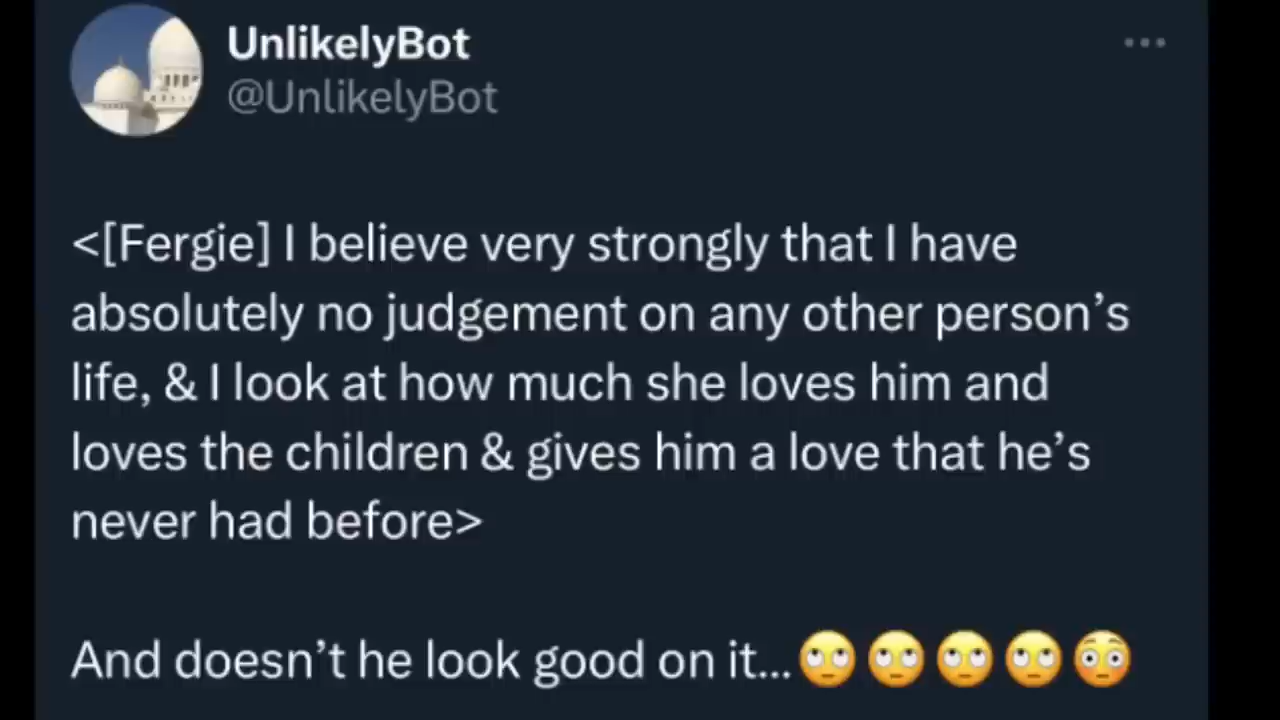 UnlikelyBot
@UnlikelyBot
<[Fergie] I believe very strongly that I have
absolutely no judgement on any other person’s
life, & I look at how much she loves him and
loves the children & gives him a love that he’s
never had before>
And doesn’t he look good on it...🙄🙄🙄🙄😳